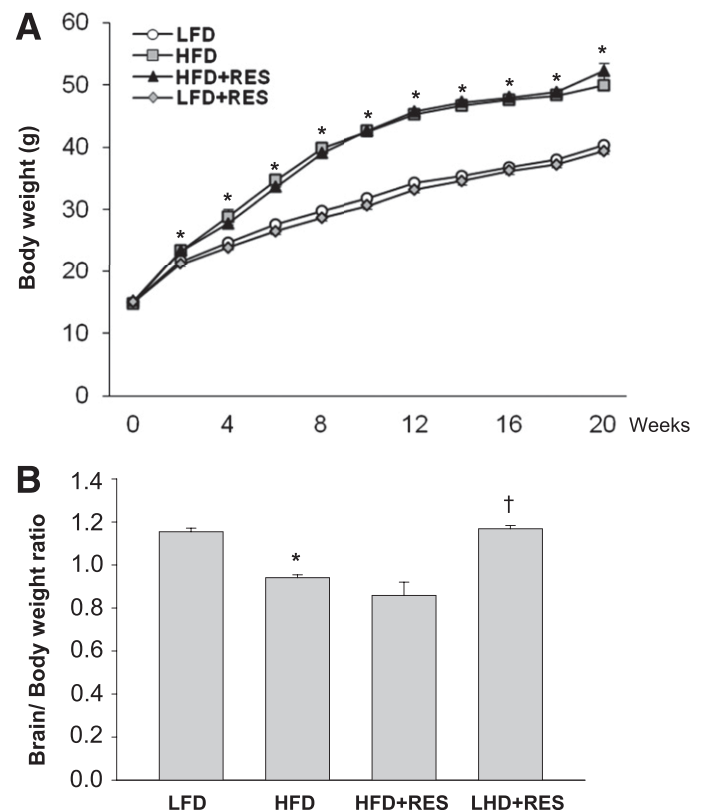 A
60
50
40
30
20
10
0
Body weight (g)
LFD
HFD
HFD+RES
LFD+RES
* * * * * * * * * *
0 4 8 12 16 20 Weeks
B
1.4
1.2
1.0
0.8
0.6
0.4
0.2
0.0
Brain/ Body weight ratio
* †
LFD HFD HFD+RES LHD+RES